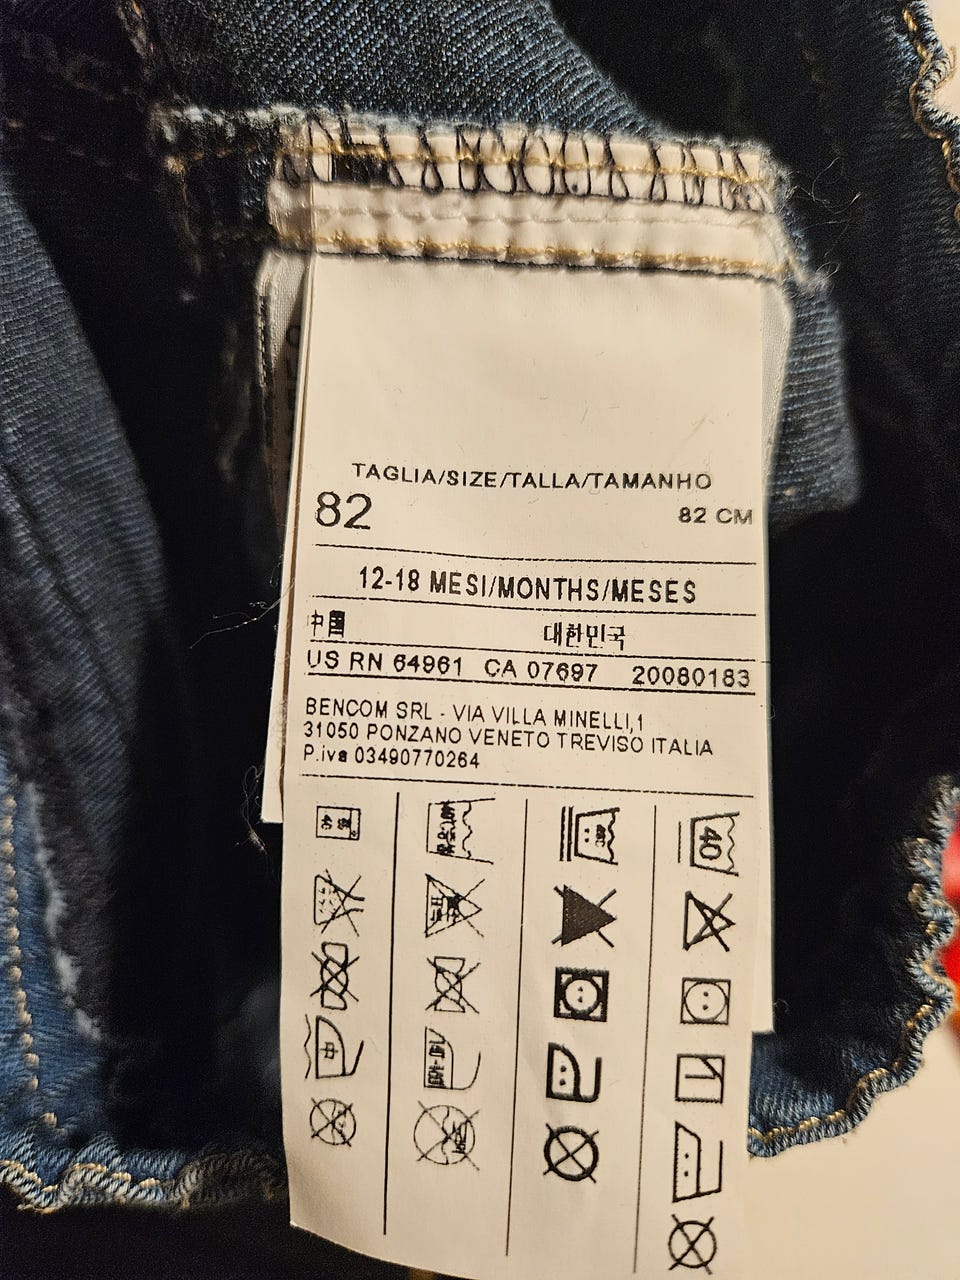 TAGLIA/SIZE/TALLA/TAMANHO
82 82 CM
12-18 MESI/MONTHS/MESES
中国 대한민국
US RN 64961 CA 07697 20080183
BENCOM SRL - VIA VILLA MINELLI,1
31050 PONZANO VENETO TREVISO ITALIA
P.iva 03490770264
40